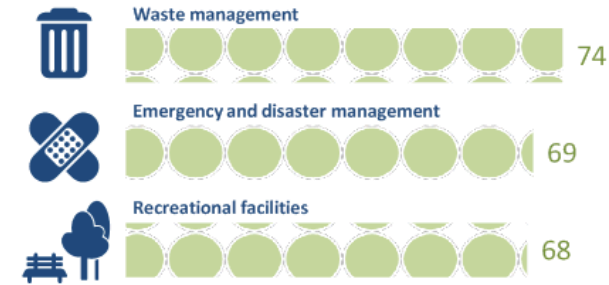 Waste management
74
Emergency and disaster management
69
Recreational facilities
68